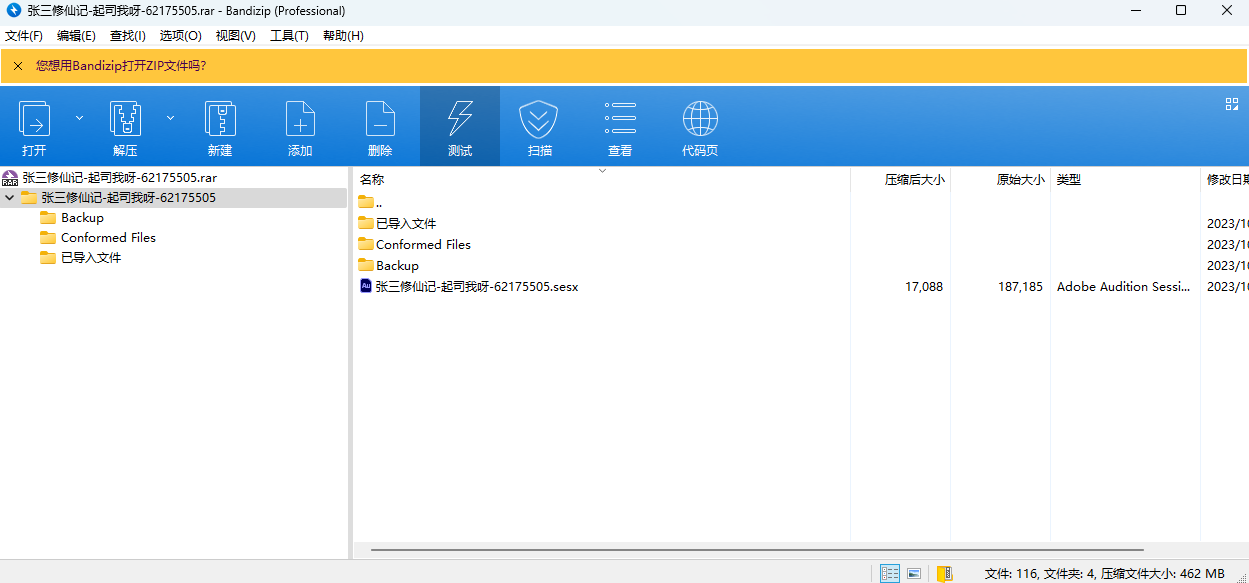 张三修仙记-起司我呀-62175505.rar - Bandizip (Professional)
文件(F) 编辑(E) 查找(I) 选项(O) 视图(V) 工具(T) 帮助(H)
您想用Bandizip打开ZIP文件吗?
打开 解压 新建 添加 删除 测试 扫描 查看 代码页
张三修仙记-起司我呀-62175505.rar
张三修仙记-起司我呀-62175505
Backup
Conformed Files
已导入文件
名称 压缩后大小 原始大小 类型 修改日期
..
已导入文件 2023/10
Conformed Files 2023/10
Backup 2023/10
张三修仙记-起司我呀-62175505.sesx 17,088 187,185 Adobe Audition Sessi... 2023/10
文件: 116, 文件夹: 4, 压缩文件大小: 462 MB